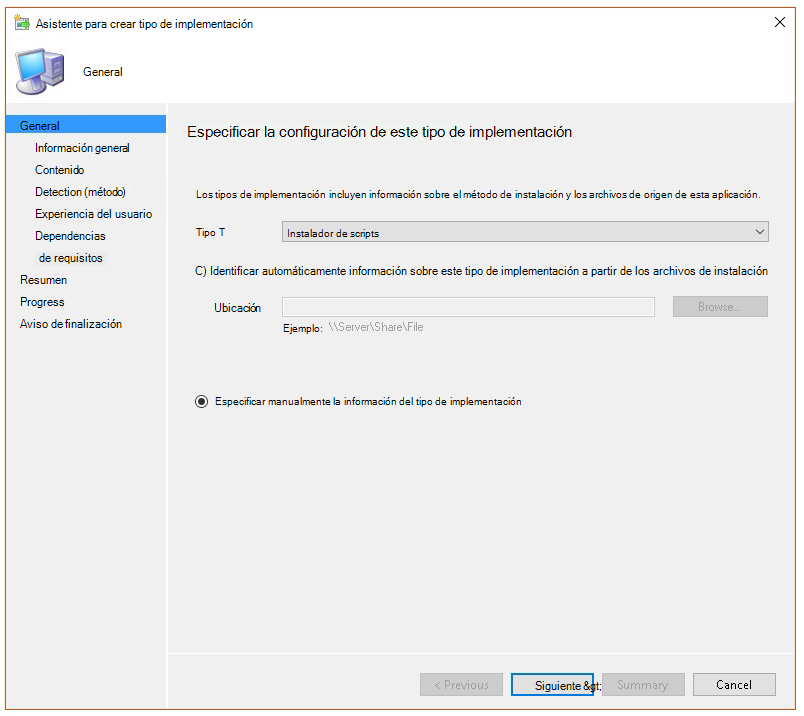 Asistente para crear tipo de implementación
General
General
Información general
Contenido
Detection (método)
Experiencia del usuario
Dependencias
de requisitos
Resumen
Progress
Aviso de finalización
Especificar la configuración de este tipo de implementación
Los tipos de implementación incluyen información sobre el método de instalación y los archivos de origen de esta aplicación.
Tipo T
Instalador de scripts
C) Identificar automáticamente información sobre este tipo de implementación a partir de los archivos de instalación
Ubicación
Browse...
Ejemplo: \\Server\Share\File
Especificar manualmente la información del tipo de implementación
< Previous
Siguiente &gt;
Summary
Cancel